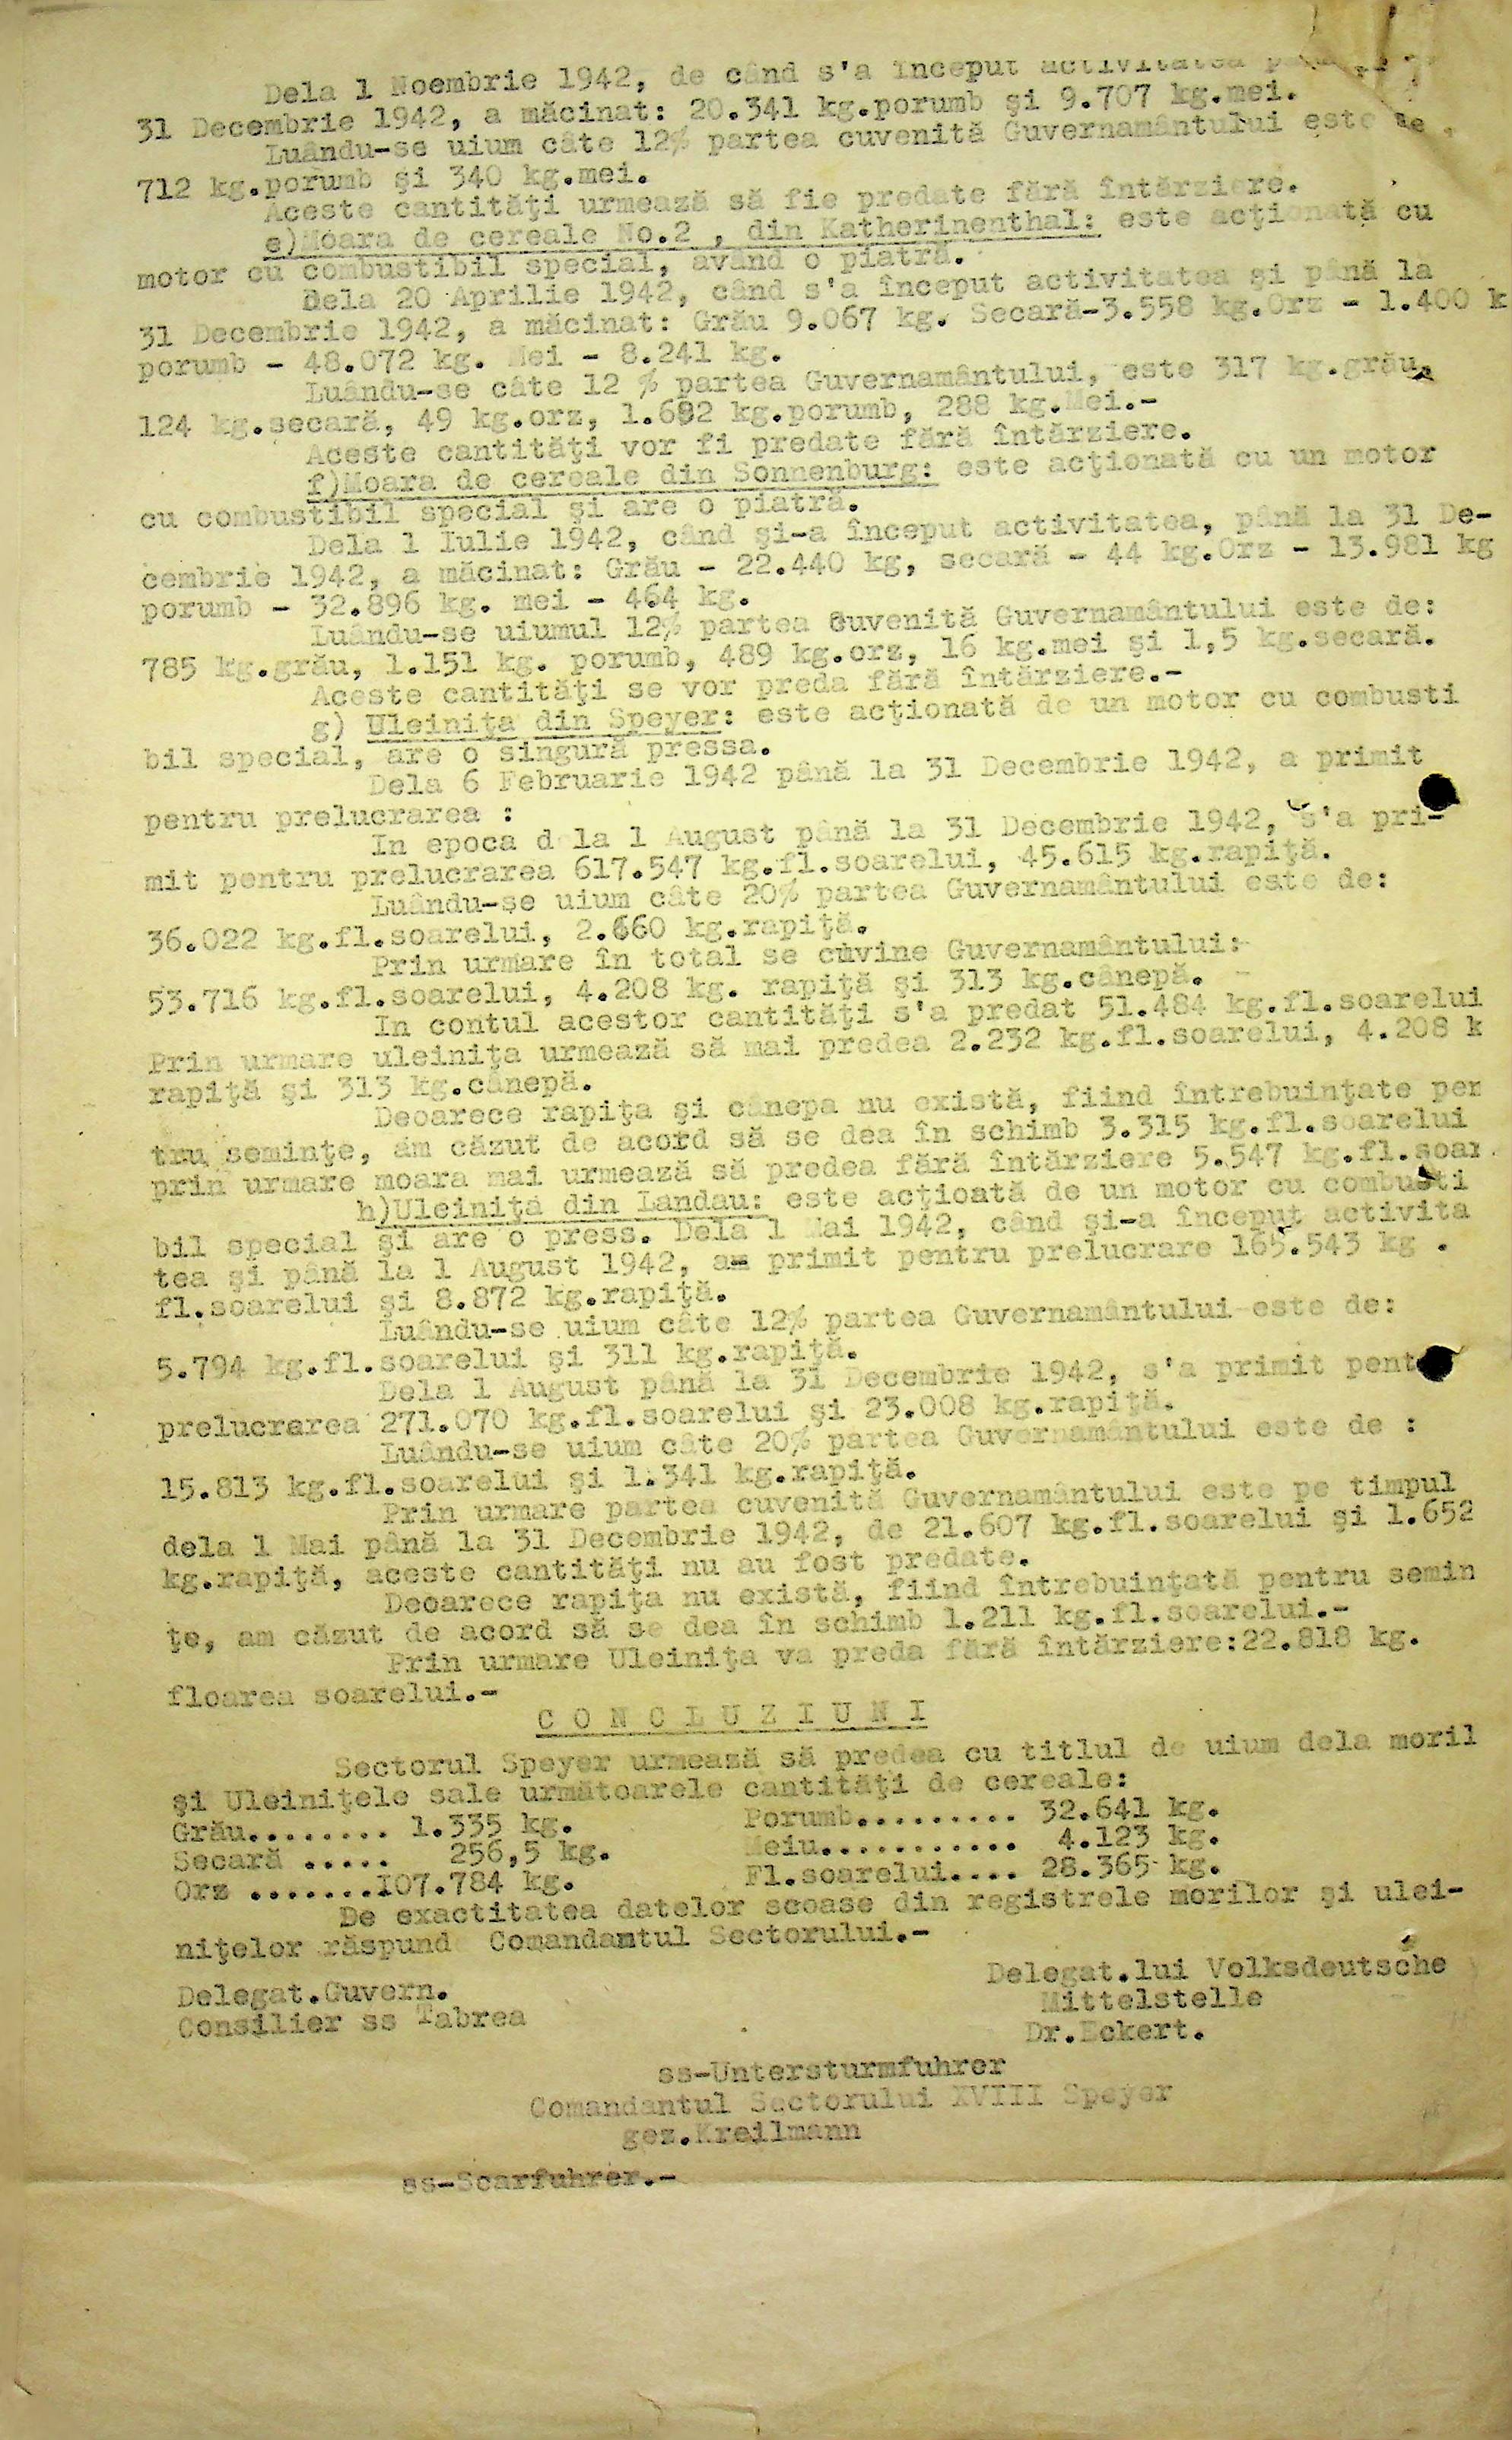 Dela 1 Noembrie 1942, de când s'a început activitatea
31 Decembrie 1942, a măcinat: 20.341 kg.porumb şi 9.707 kg.mei.
Luându-se uium câte 12% partea cuvenită Guvernamântului este de
712 kg.porumb şi 340 kg.mei.
Aceste cantităţi urmează să fie predate fără întărziere.
e)Moara de cereale No.2 , din Katherinenthal: este acţionată cu
motor cu combustibil special, având o piatră.
Dela 20 Aprilie 1942, când s'a început activitatea şi până la
31 Decembrie 1942, a măcinat: Grău 9.067 kg. Secară-3.558 kg.Orz - 1.400 k
porumb - 48.072 kg. Mei - 8.241 kg.
Luându-se câte 12 % partea Guvernamântului, este 317 kg.grău,
124 kg.secară, 49 kg.orz, 1.682 kg.porumb, 288 kg.Mei.-
Aceste cantităţi vor fi predate fără întărziere.
f)Moara de cereale din Sonnenburg: este acţionată cu un motor
cu combustibil special şi are o piatră.
Dela 1 Iulie 1942, când şi-a început activitatea, până la 31 De-
cembrie 1942, a măcinat: Grău - 22.440 kg, secară - 44 kg.Orz - 13.981 kg
porumb - 32.896 kg. mei - 464 kg.
Luându-se uiumul 12% partea Cuvenită Guvernamântului este de:
785 kg.grău, 1.151 kg. porumb, 489 kg.orz, 16 kg.mei şi 1,5 kg.secară.
Aceste cantităţi se vor preda fără întărziere.-
g) Uleiniţa din Speyer: este acţionată de un motor cu combusti
bil special, are o singură pressa.
Dela 6 Februarie 1942 până la 31 Decembrie 1942, a primit
pentru prelucrarea :
In epoca dela 1 August până la 31 Decembrie 1942, s'a pri-
mit pentru prelucrarea 617.547 kg.fl.soarelui, 45.615 kg.rapiţă.
Luându-se uium câte 20% partea Guvernamântului este de:
36.022 kg.fl.soarelui, 2.660 kg.rapiţă.
Prin urmare în total se cuvine Guvernamântului:
53.716 kg.fl.soarelui, 4.208 kg. rapiţă şi 313 kg.cânepă.
In contul acestor cantităţi s'a predat 51.484 kg.fl.soarelui
Prin urmare uleiniţa urmează să mai predea 2.232 kg.fl.soarelui, 4.208 k
rapiţă şi 313 kg.cânepă.
Deoarece rapiţa şi cânepa nu există, fiind întrebuinţate pen
tru seminţe, am căzut de acord să se dea în schimb 3.315 kg.fl.soarelui
prin urmare moara mai urmează să predea fără întărziere 5.547 kg.fl.soar
h)Uleiniţa din Landau: este acţioată de un motor cu combusti
bil special şi are o press. Dela 1 Mai 1942, când şi-a început activita
tea şi până la 1 August 1942, a primit pentru prelucrare 165.543 kg .
fl.soarelui şi 8.872 kg.rapiţă.
Luându-se uium câte 12% partea Guvernamântului este de:
5.794 kg.fl.soarelui şi 311 kg.rapiţă.
Dela 1 August până la 31 Decembrie 1942, s'a primit pent
prelucrarea 271.070 kg.fl.soarelui şi 23.008 kg.rapiţă.
Luându-se uium câte 20% partea Guvernamântului este de :
15.813 kg.fl.soarelui şi 1.341 kg.rapiţă.
Prin urmare partea cuvenită Guvernamântului este pe timpul
dela 1 Mai până la 31 Decembrie 1942, de 21.607 kg.fl.soarelui şi 1.652
kg.rapiţă, aceste cantităţi nu au fost predate.
Deoarece rapiţa nu există, fiind întrebuinţată pentru semin
ţe, am căzut de acord să se dea în schimb 1.211 kg.fl.soarelui.-
Prin urmare Uleiniţa va preda fără întărziere:22.818 kg.
floarea soarelui.-
C O N C L U Z I U N I
Sectorul Speyer urmează să predea cu titlul de uium dela moril
şi Uleiniţele sale următoarele cantităţi de cereale:
Grău........ 1.335 kg. Porumb......... 32.641 kg.
Secară ..... 256,5 kg. Meiu........... 4.123 kg.
Orz .......107.784 kg. Fl.soarelui.... 28.365 kg.
De exactitatea datelor scoase din registrele morilor şi ulei-
niţelor răspund Comandantul Sectorului.-
Delegat.Guvern. Delegat.lui Volksdeutsche
Consilier ss Tabrea Mittelstelle
Dr.Eckert.
ss-Untersturmfuhrer
Comandantul Sectorului XVIII Speyer
gez.Kreilmann
ss-Scarfuhrer.-